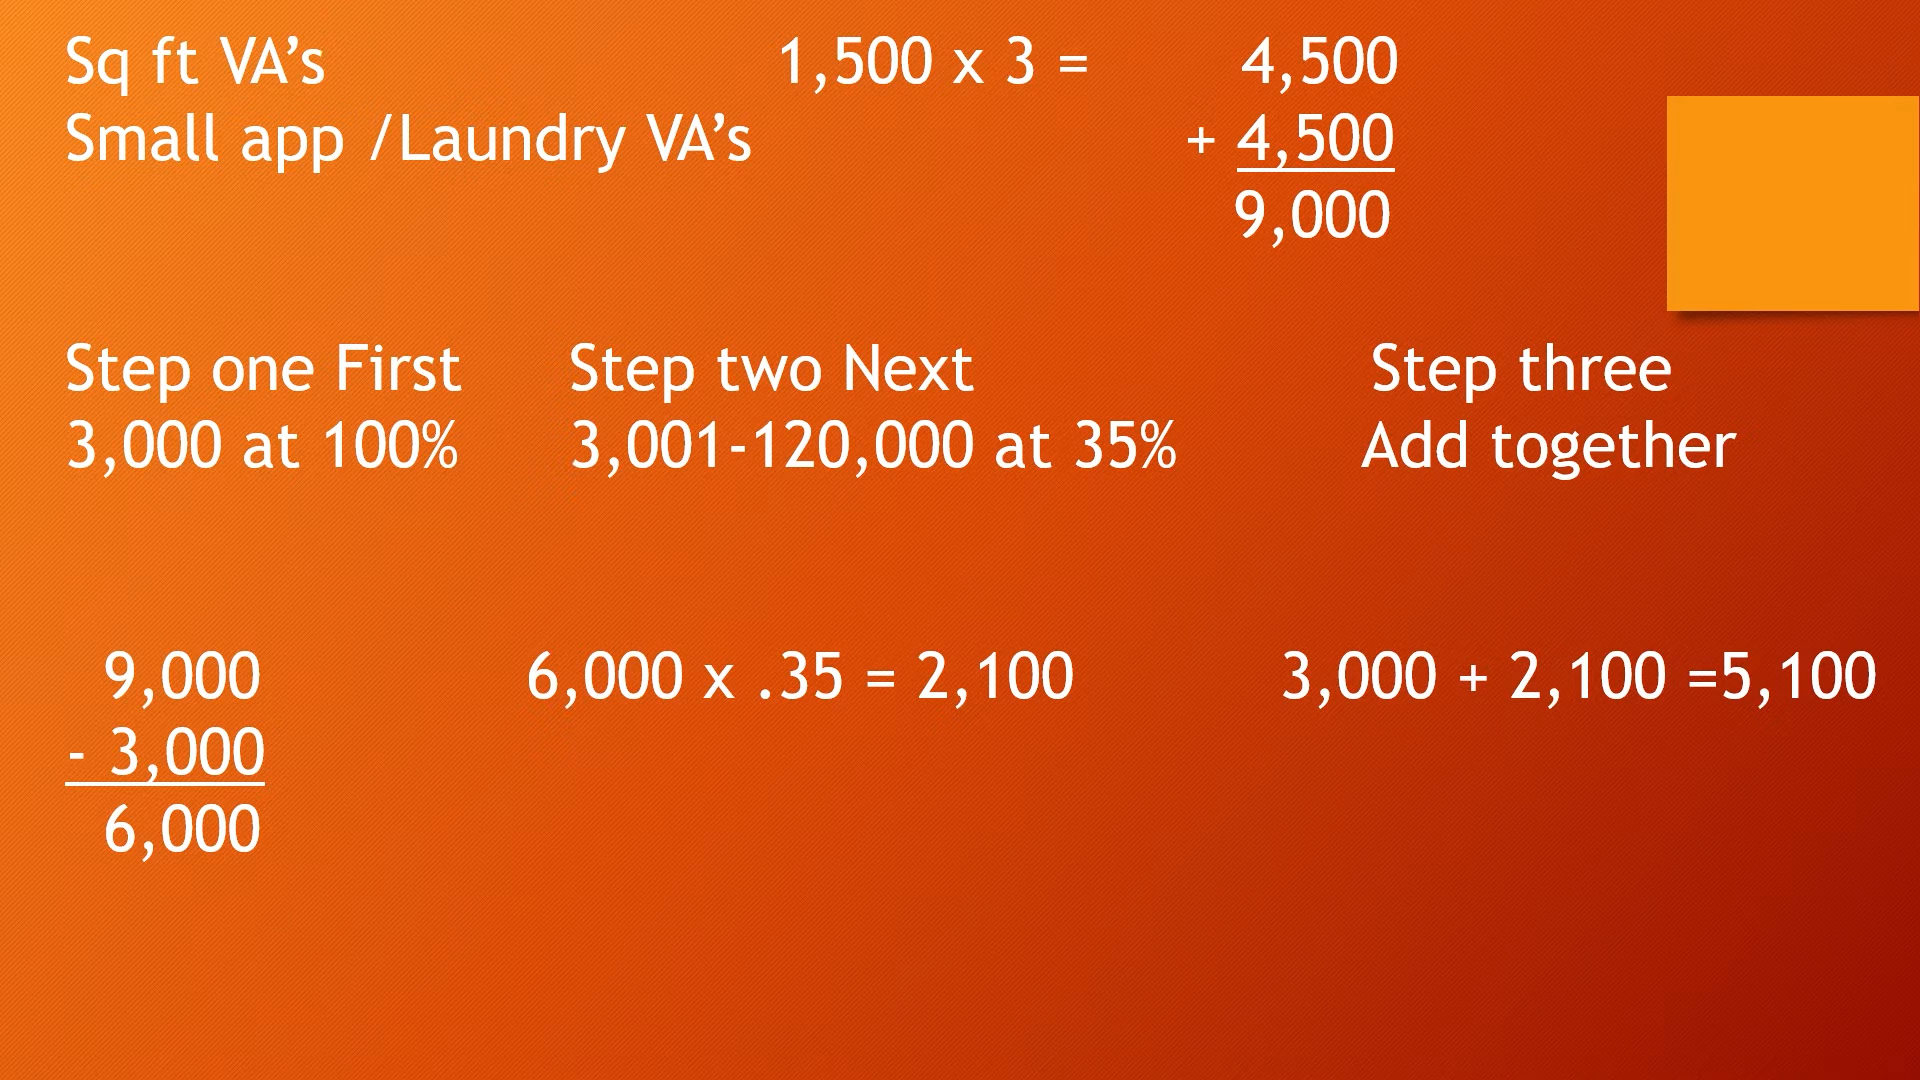 Sq ft VA’s 1,500 x 3 = 4,500
Small app /Laundry VA’s + 4,500
9,000
Step one First Step two Next Step three
3,000 at 100% 3,001-120,000 at 35% Add together
9,000 6,000 x .35 = 2,100 3,000 + 2,100 =5,100
- 3,000
6,000